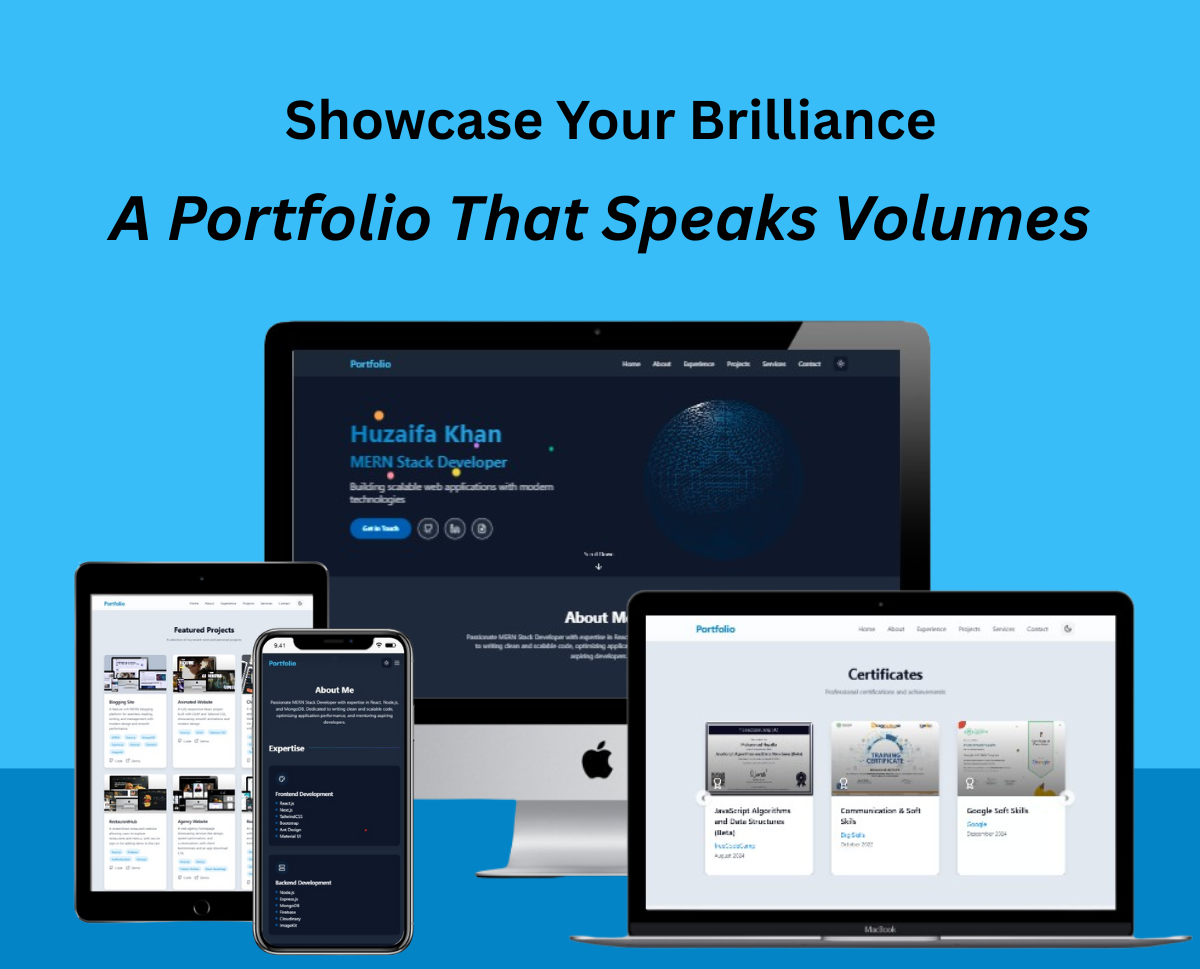 Showcase Your Brilliance
A Portfolio That Speaks Volumes
Portfolio
Home About Experience Projects Services Contact
Huzaifa Khan
MERN Stack Developer
Building scalable web applications with modern
technologies
Get in Touch
Scroll Down
About Me
Passionate MERN Stack Developer with expertise in
to writing clean and scalable code, optimizing
aspiring developers.
Portfolio
Home About Experience Projects Services Contact
Featured Projects
Blogging Site
Animated Website
RestaurantHub
Agency Website
9:41
Portfolio
About Me
Passionate MERN Stack Developer with expertise in React, Node.js,
and MongoDB. Dedicated to writing clean and scalable code,
optimizing application performance, and mentoring aspiring
developers.
Expertise
Frontend Development
React.js
Next.js
TailwindCSS
Bootstrap
Ant Design
Material UI
Backend Development
Node.js
Express.js
MongoDB
Firebase
Cloudinary
ImageKit
Portfolio
Home About Experience Projects Services Contact
Certificates
Professional certifications and achievements
TRAINING
CERTIFICATE
Google
JavaScript Algorithms
and Data Structures
(Beta)
freeCodeCamp
August 2024
Communication & Soft
Skils
Big Skills
October 2022
Google Soft Skills
Google
December 2024
MacBook